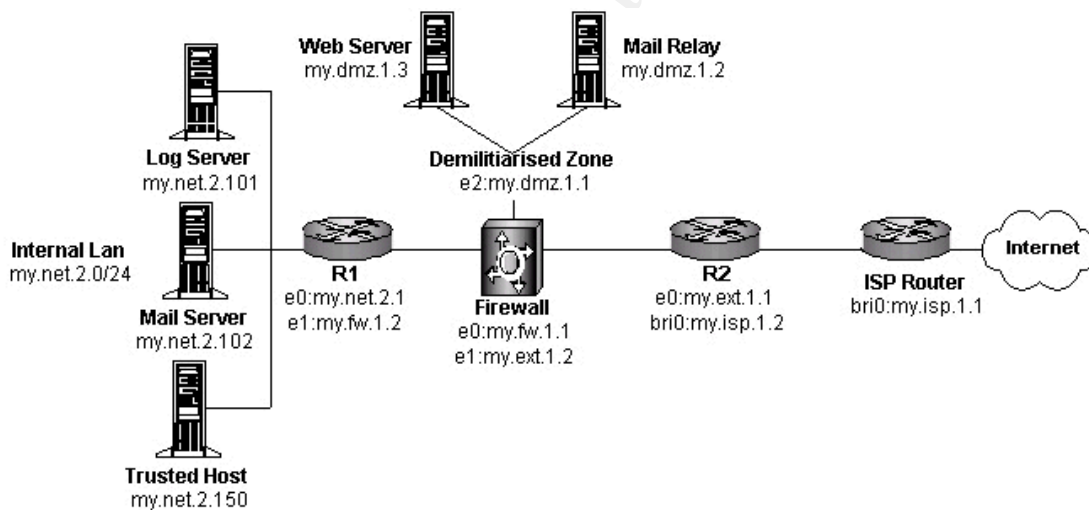 Web Server
my.dmz.1.3
Mail Relay
my.dmz.1.2
Log Server
my.net.2.101
Demilitiarised Zone
e2:my.dmz.1.1
Internal Lan
my.net.2.0/24
Mail Server
my.net.2.102
R1
e0:my.net.2.1
e1:my.fw.1.2
Firewall
e0:my.fw.1.1
e1:my.ext.1.2
R2
e0:my.ext.1.1
bri0:my.isp.1.2
ISP Router
bri0:my.isp.1.1
Internet
Trusted Host
my.net.2.150